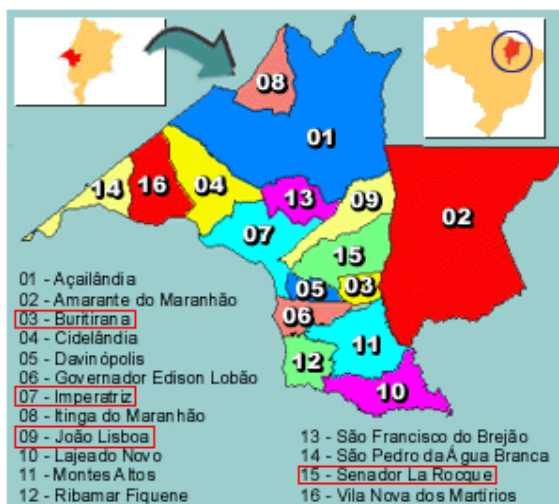 08
01
14
16
04
13
09
02
07
15
05
03
06
11
12
10
01 - Açailândia
02 - Amarante do Maranhão
03 - Buritirana
04 - Cidelândia
05 - Davinópolis
06 - Governador Edison Lobão
07 - Imperatriz
08 - Itinga do Maranhão
09 - João Lisboa
10 - Lajeado Novo
11 - Montes Altos
12 - Ribamar Fiquene
13 - São Francisco do Brejão
14 - São Pedro da Água Branca
15 - Senador La Rocque
16 - Vila Nova dos Martírios